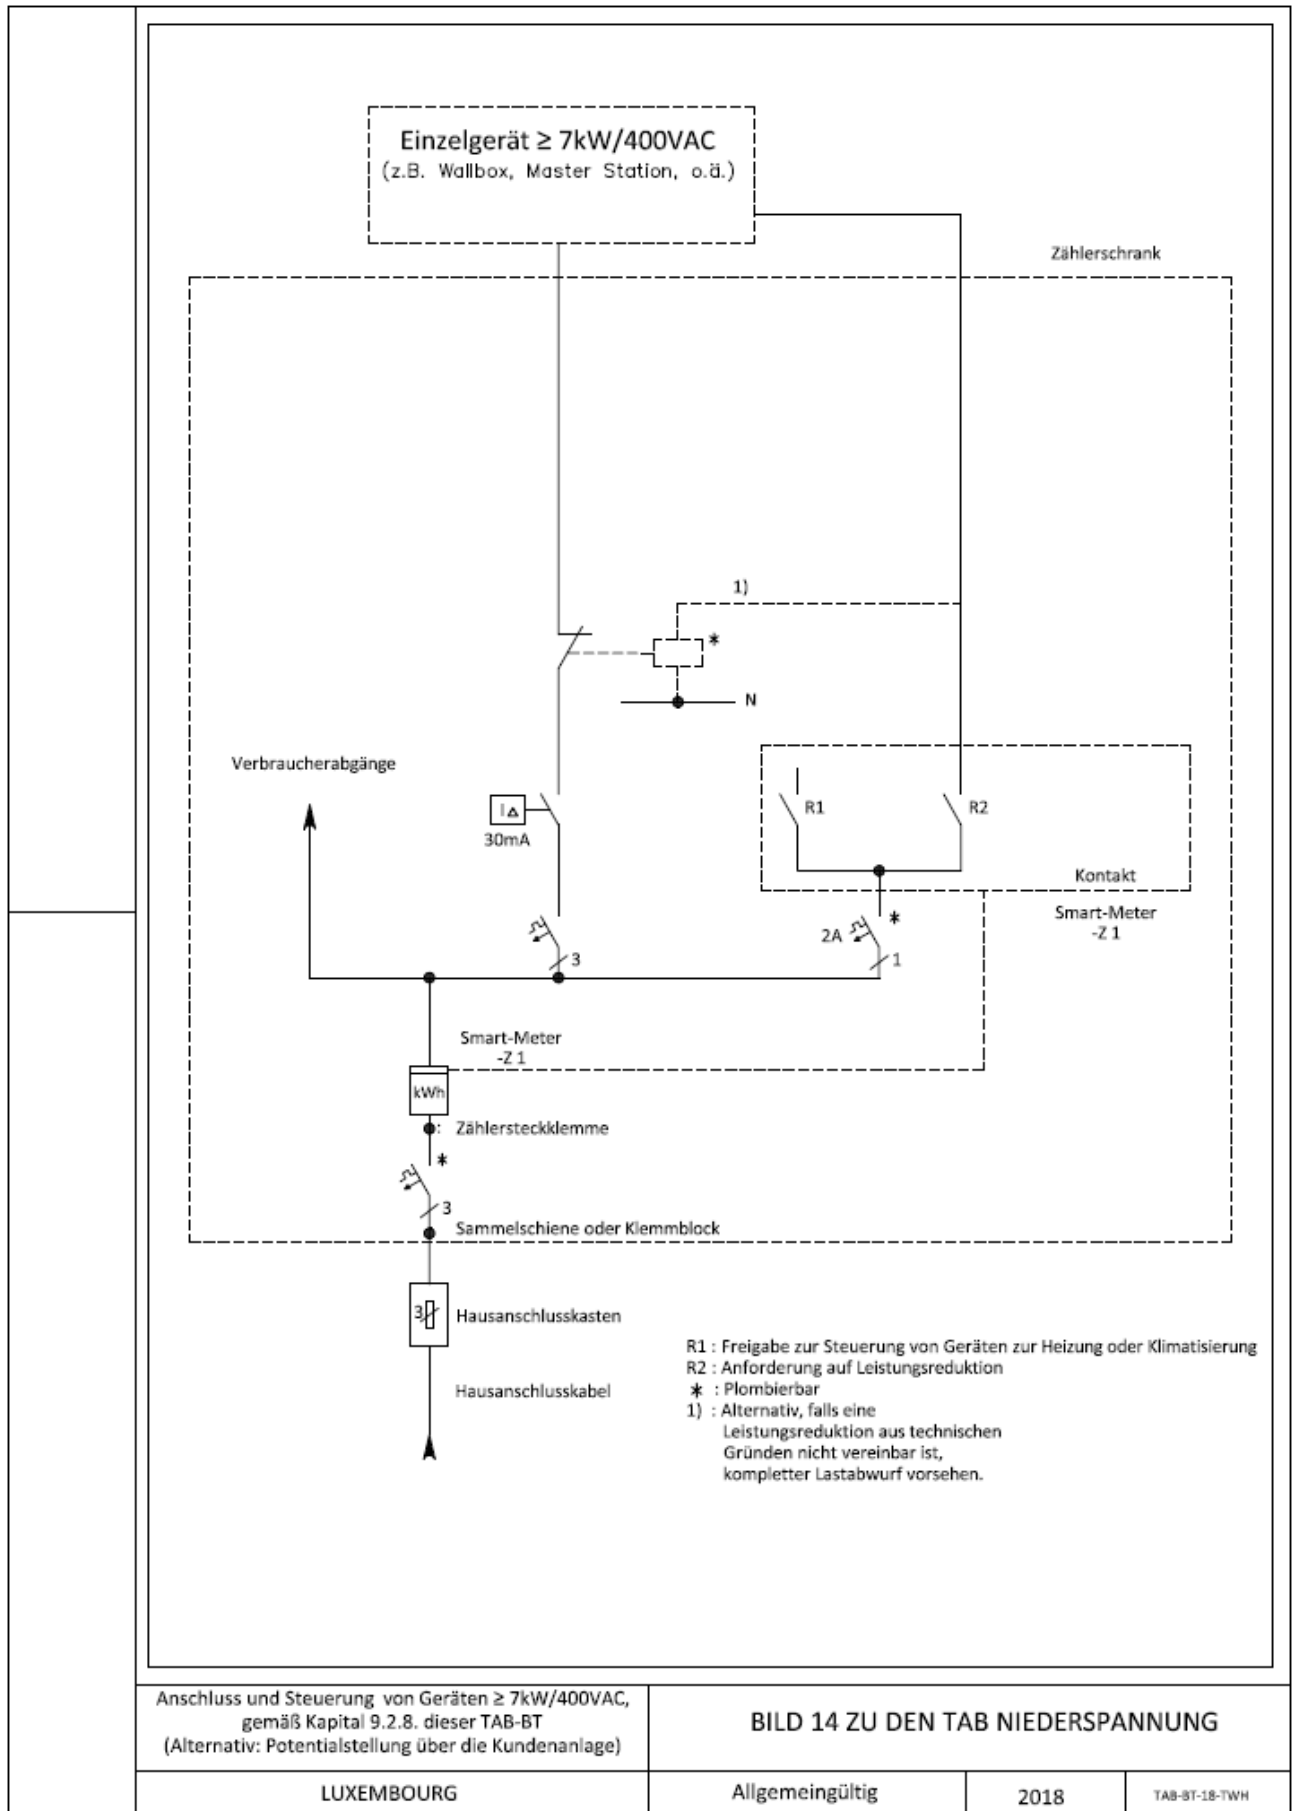 Einzelgerät ≥ 7kW/400VAC
(z.B. Wallbox, Master Station, o.ä.)
Zählerschrank
1)
*
N
Verbraucherabgänge
I∆
30mA
R1
R2
Kontakt
Smart-Meter
-Z 1
2A
*
3
1
Smart-Meter
-Z 1
kWh
Zählersteckklemme
*
3
Sammelschiene oder Klemmblock
3
Hausanschlusskasten
Hausanschlusskabel
R1 : Freigabe zur Steuerung von Geräten zur Heizung oder Klimatisierung
R2 : Anforderung auf Leistungsreduktion
* : Plombierbar
1) : Alternativ, falls eine
Leistungsreduktion aus technischen
Gründen nicht vereinbar ist,
kompletter Lastabwurf vorsehen.
Anschluss und Steuerung von Geräten ≥ 7kW/400VAC,
gemäß Kapital 9.2.8. dieser TAB-BT
(Alternativ: Potentialstellung über die Kundenanlage)
BILD 14 ZU DEN TAB NIEDERSPANNUNG
LUXEMBOURG
Allgemeingültig
2018
TAB-BT-18-TWH